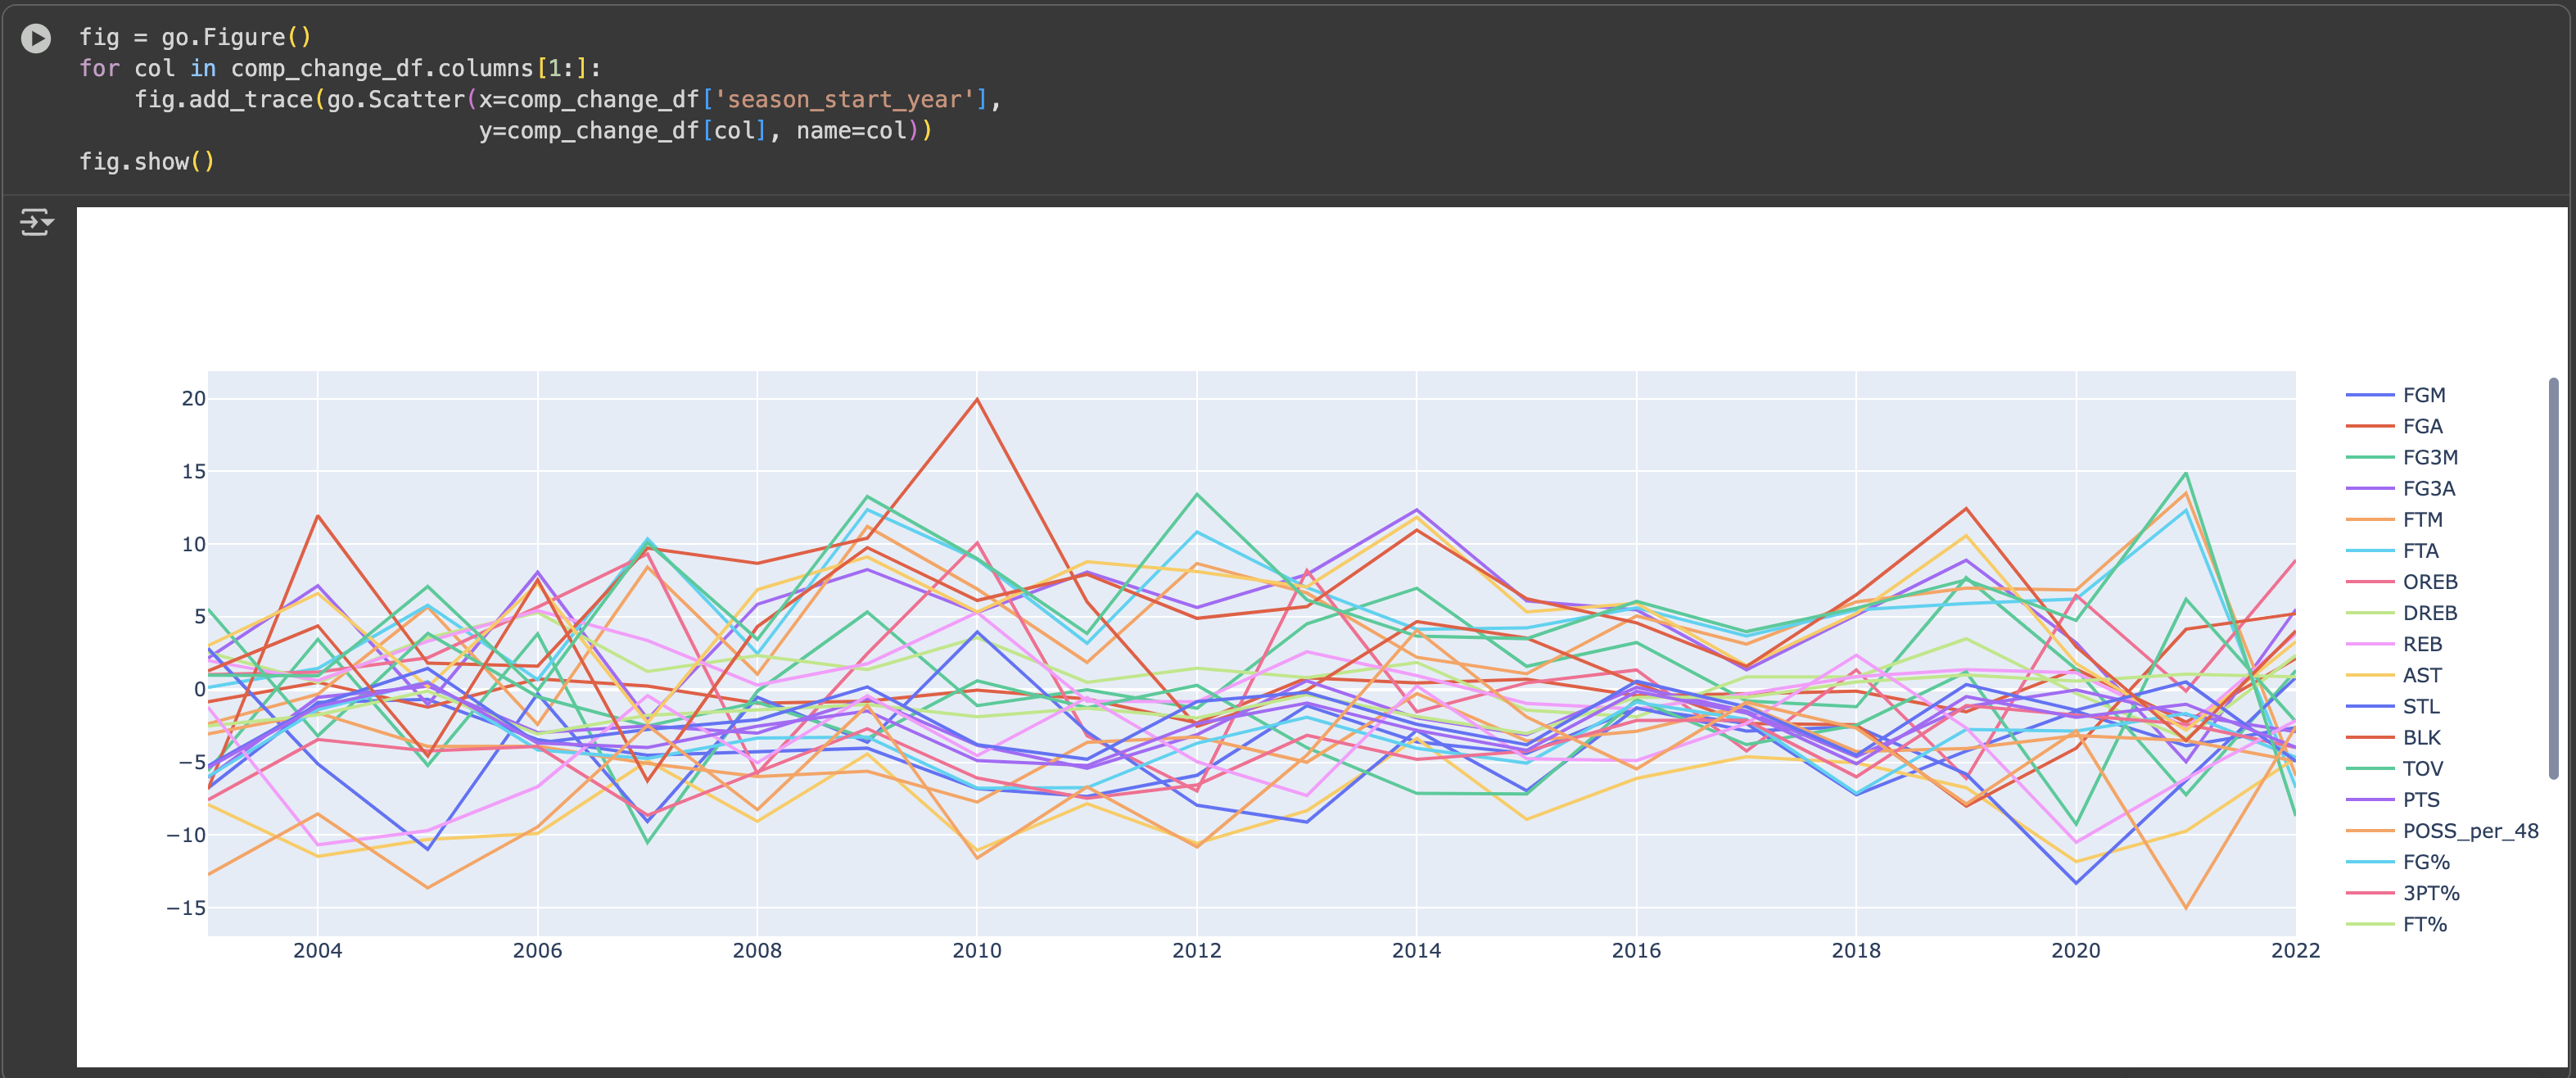 fig = go.Figure()
for col in comp_change_df.columns[1:]:
    fig.add_trace(go.Scatter(x=comp_change_df['season_start_year'],
                             y=comp_change_df[col], name=col))
fig.show()
20
15
10
5
0
−5
−10
−15
2004 2006 2008 2010 2012 2014 2016 2018 2020 2022
FGM
FGA
FG3M
FG3A
FTM
FTA
OREB
DREB
REB
AST
STL
BLK
TOV
PTS
POSS_per_48
FG%
3PT%
FT%